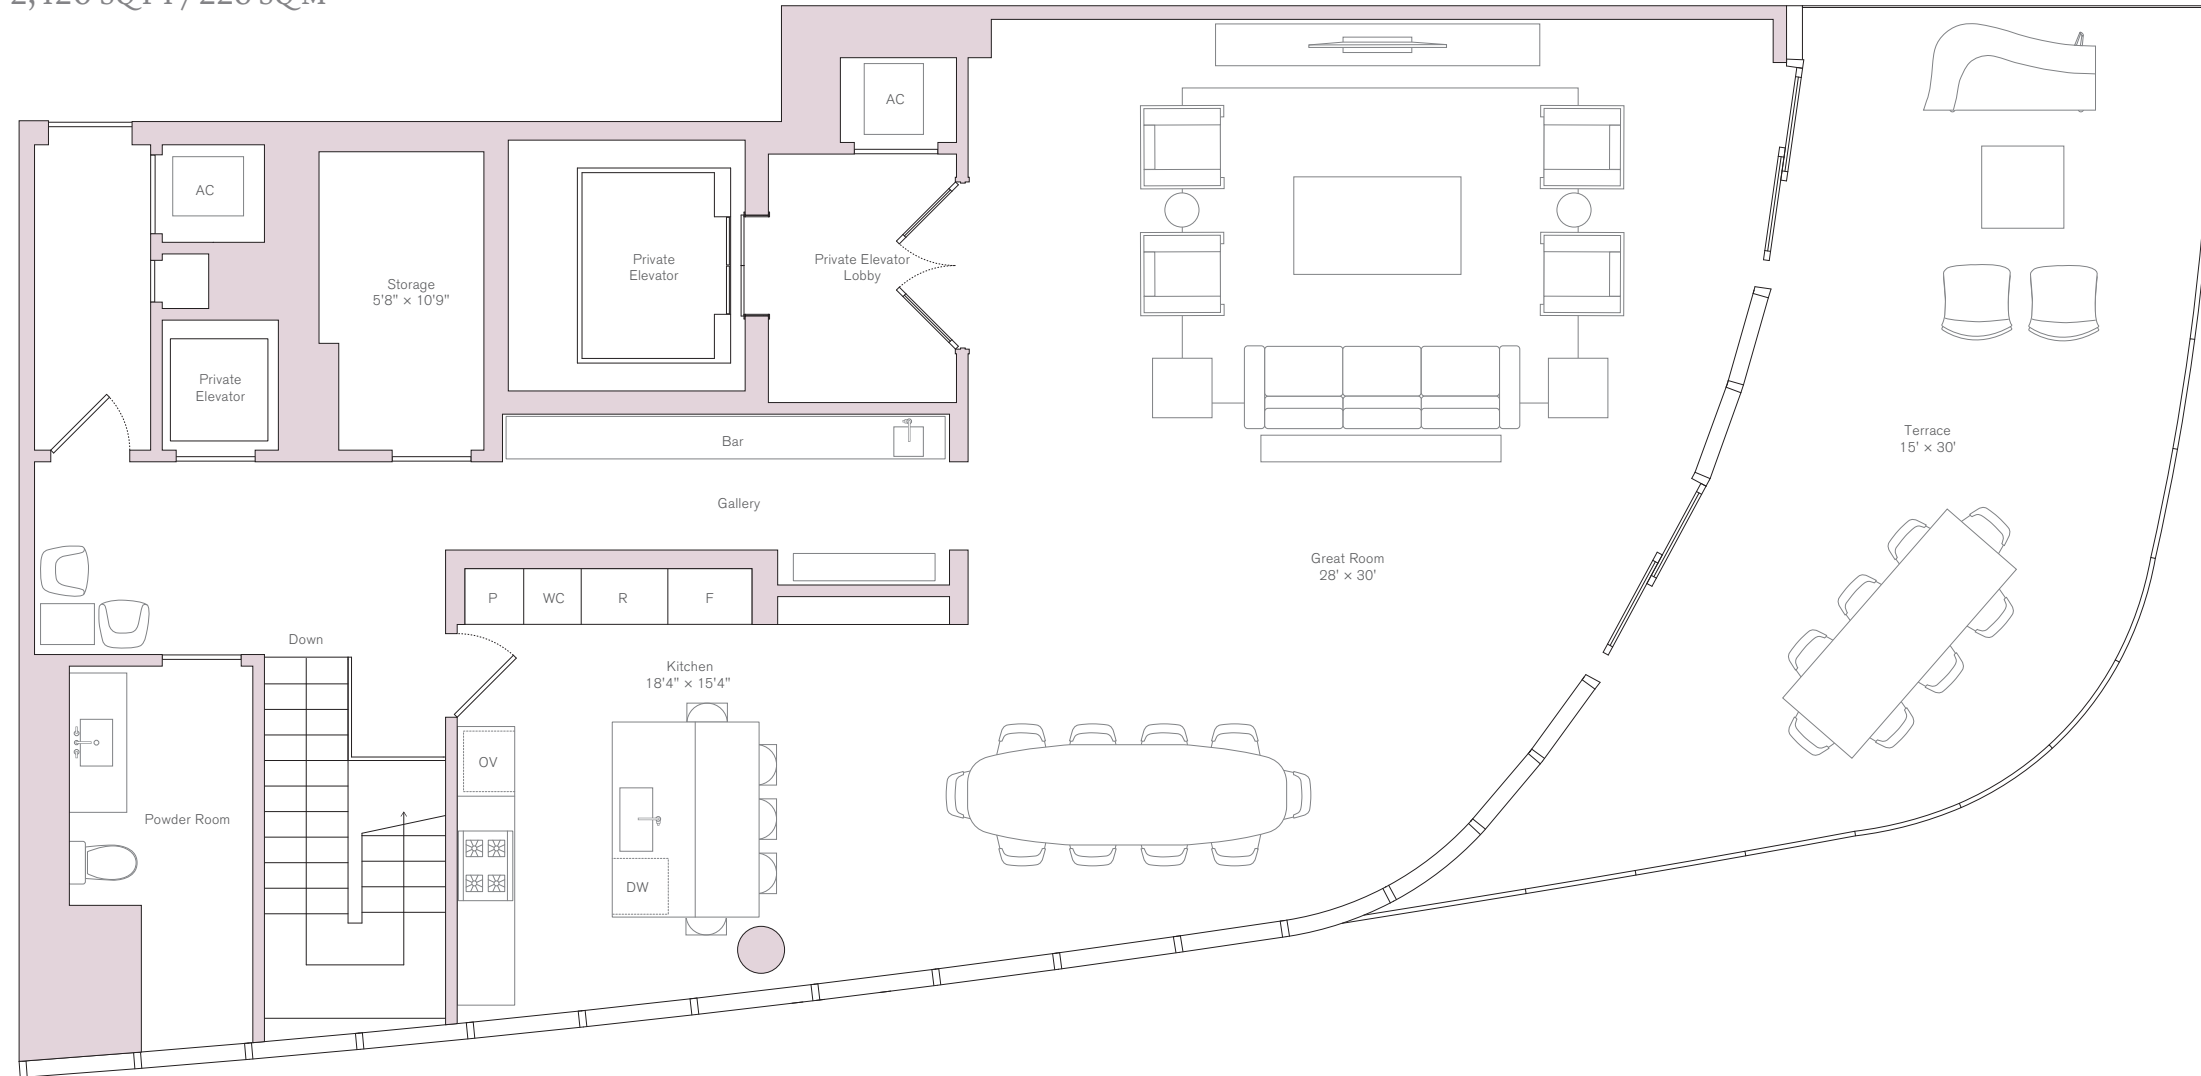 AC
AC
Private
Elevator
Private Elevator
Lobby
Storage
5'8" × 10'9"
Private
Elevator
Bar
Terrace
15' × 30'
Gallery
Great Room
28' × 30'
P
WC
R
F
Down
Kitchen
18'4" × 15'4"
OV
Powder Room
DW